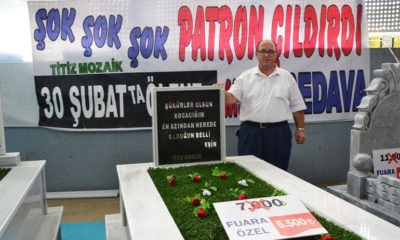 ŞOK ŞOK ŞOK PATRON ÇILDIRDI
TİTİZ MOZAİK
30 ŞUBAT'TA BEDAVA
ŞÜKÜRLER OLSUN
KOCACIĞIM
EN AZINDAN NEREDE
OLDUĞUN BELLİ
EŞİN
TİTİZ MOZAİK
7.000
FUARA ÖZEL 5.500₺
FUARA